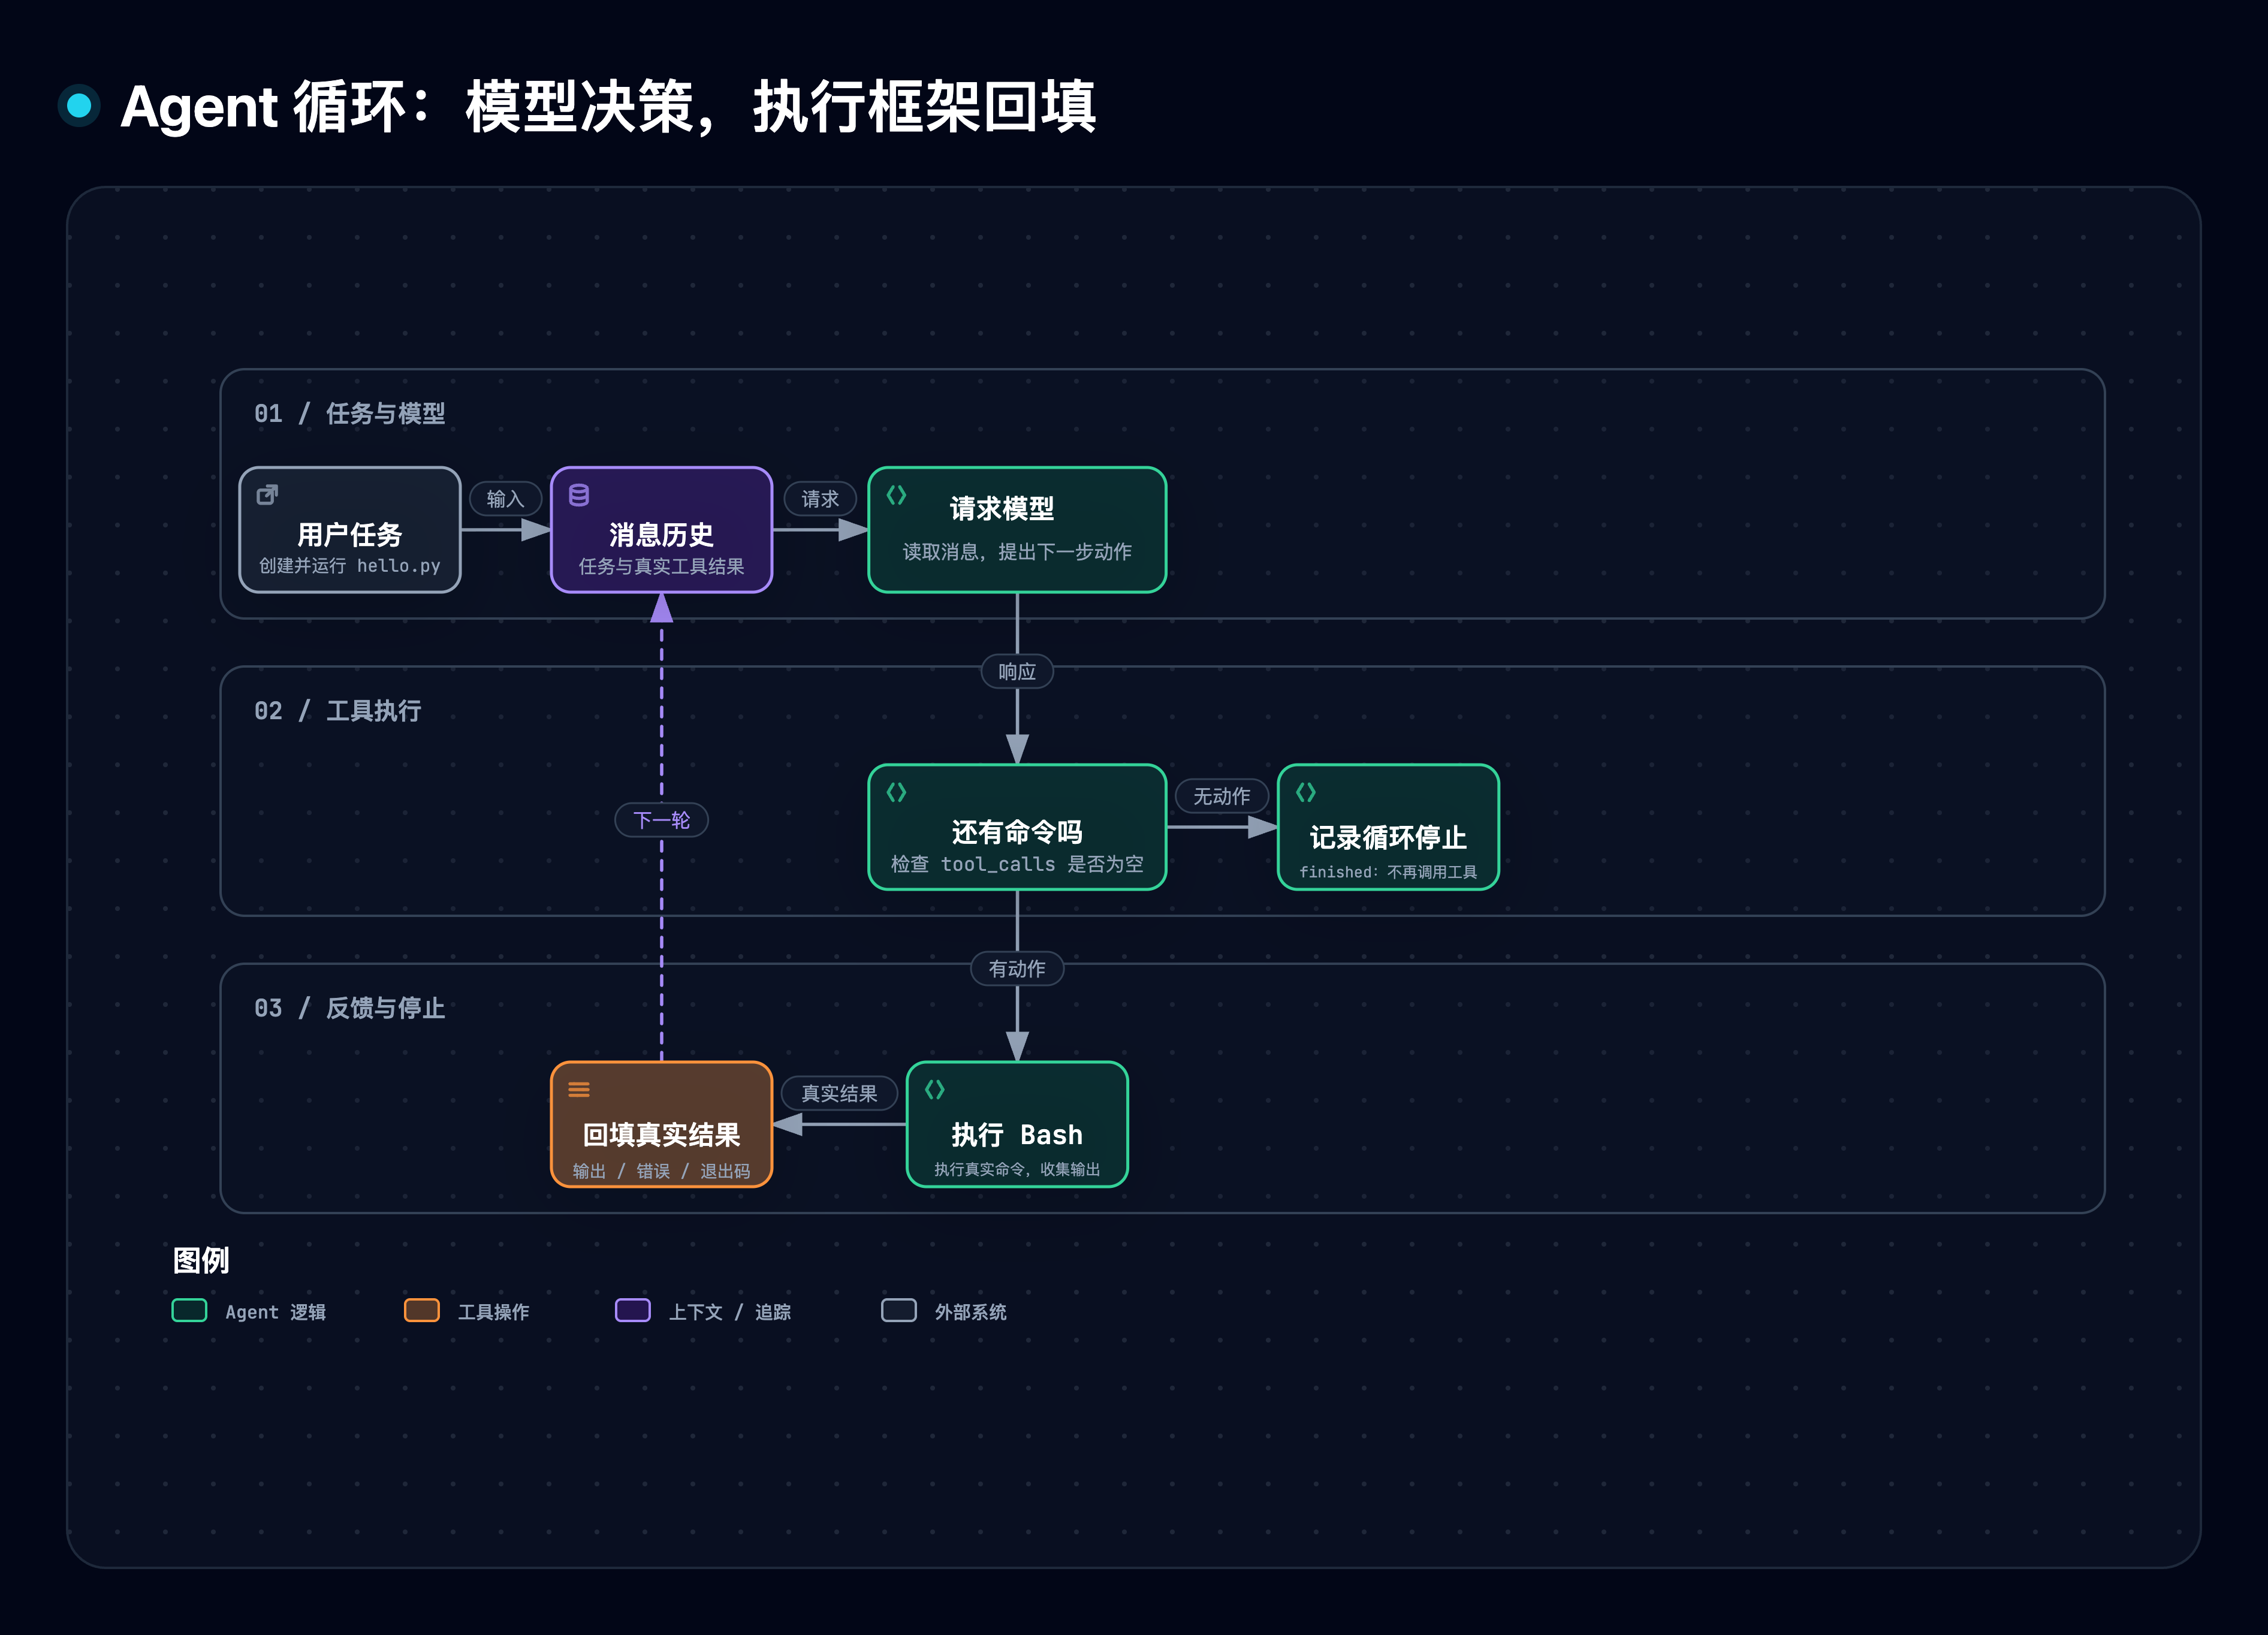 Agent 循环：模型决策，执行框架回填
01 / 任务与模型
用户任务
创建并运行 hello.py
输入
消息历史
任务与真实工具结果
请求
请求模型
读取消息，提出下一步动作
响应
02 / 工具执行
下一轮
还有命令吗
检查 tool_calls 是否为空
无动作
记录循环停止
finished：不再调用工具
有动作
03 / 反馈与停止
回填真实结果
输出 / 错误 / 退出码
真实结果
执行 Bash
执行真实命令，收集输出
图例
Agent 逻辑
工具操作
上下文 / 追踪
外部系统